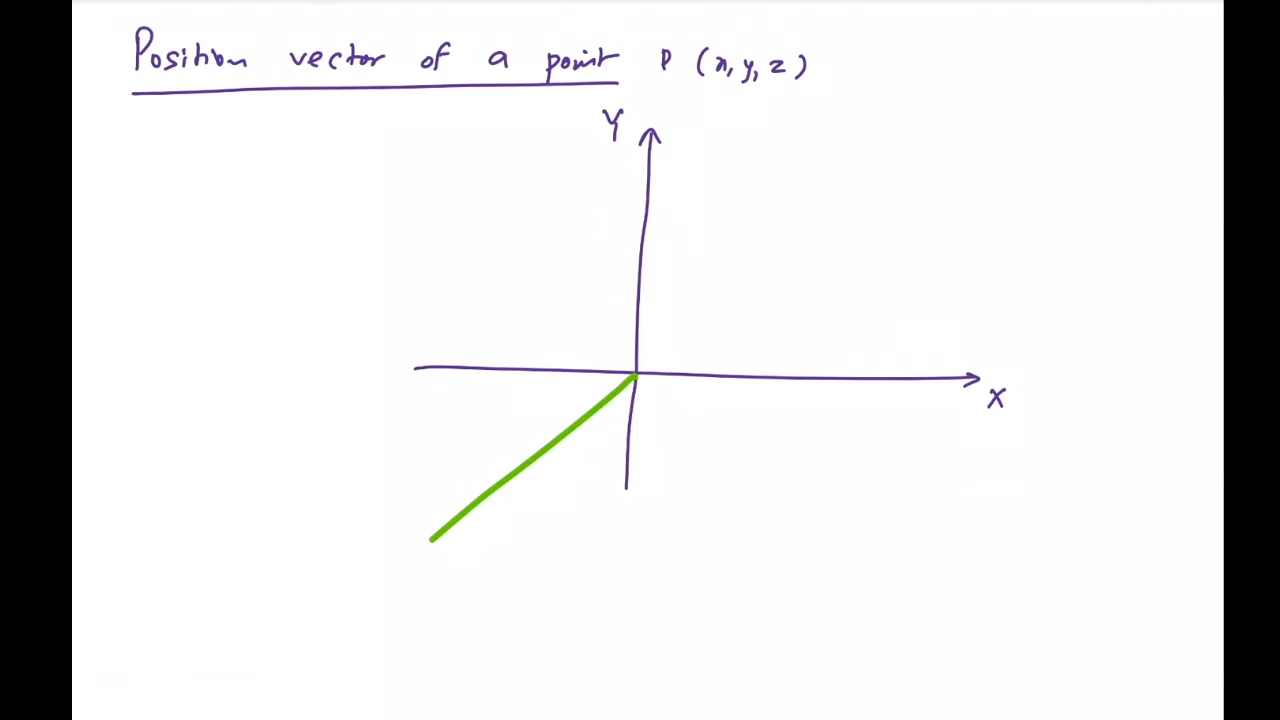 Position vector of a point P (x, y, z)
Y
X